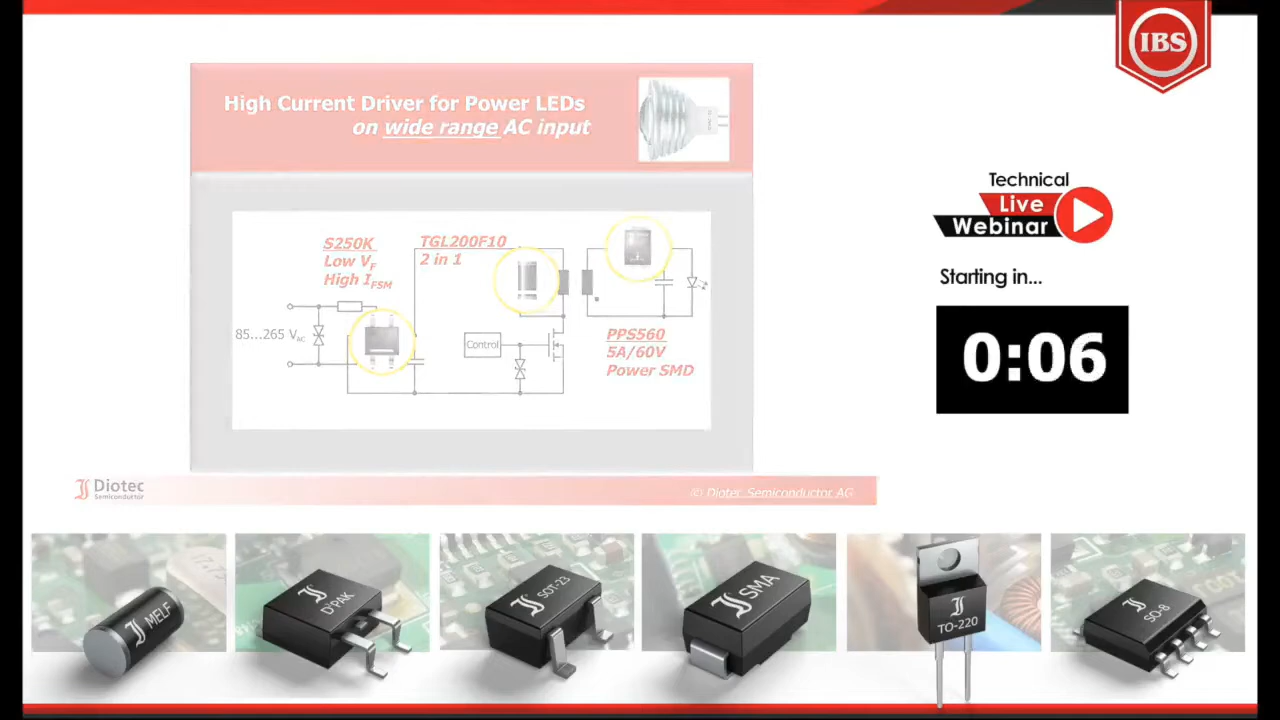 IBS
High Current Driver for Power LEDs
on wide range AC input
Technical
Live
Webinar
Starting in...
0:06
S250K
Low VF
High IFSM
TGL200F10
2 in 1
85...265 VAC
Control
PPS560
5A/60V
Power SMD
Diotec
Semiconductor
(c) Diotec Semiconductor AG
MELF
D²PAK
SOT-23
SMA
TO-220
SO-8